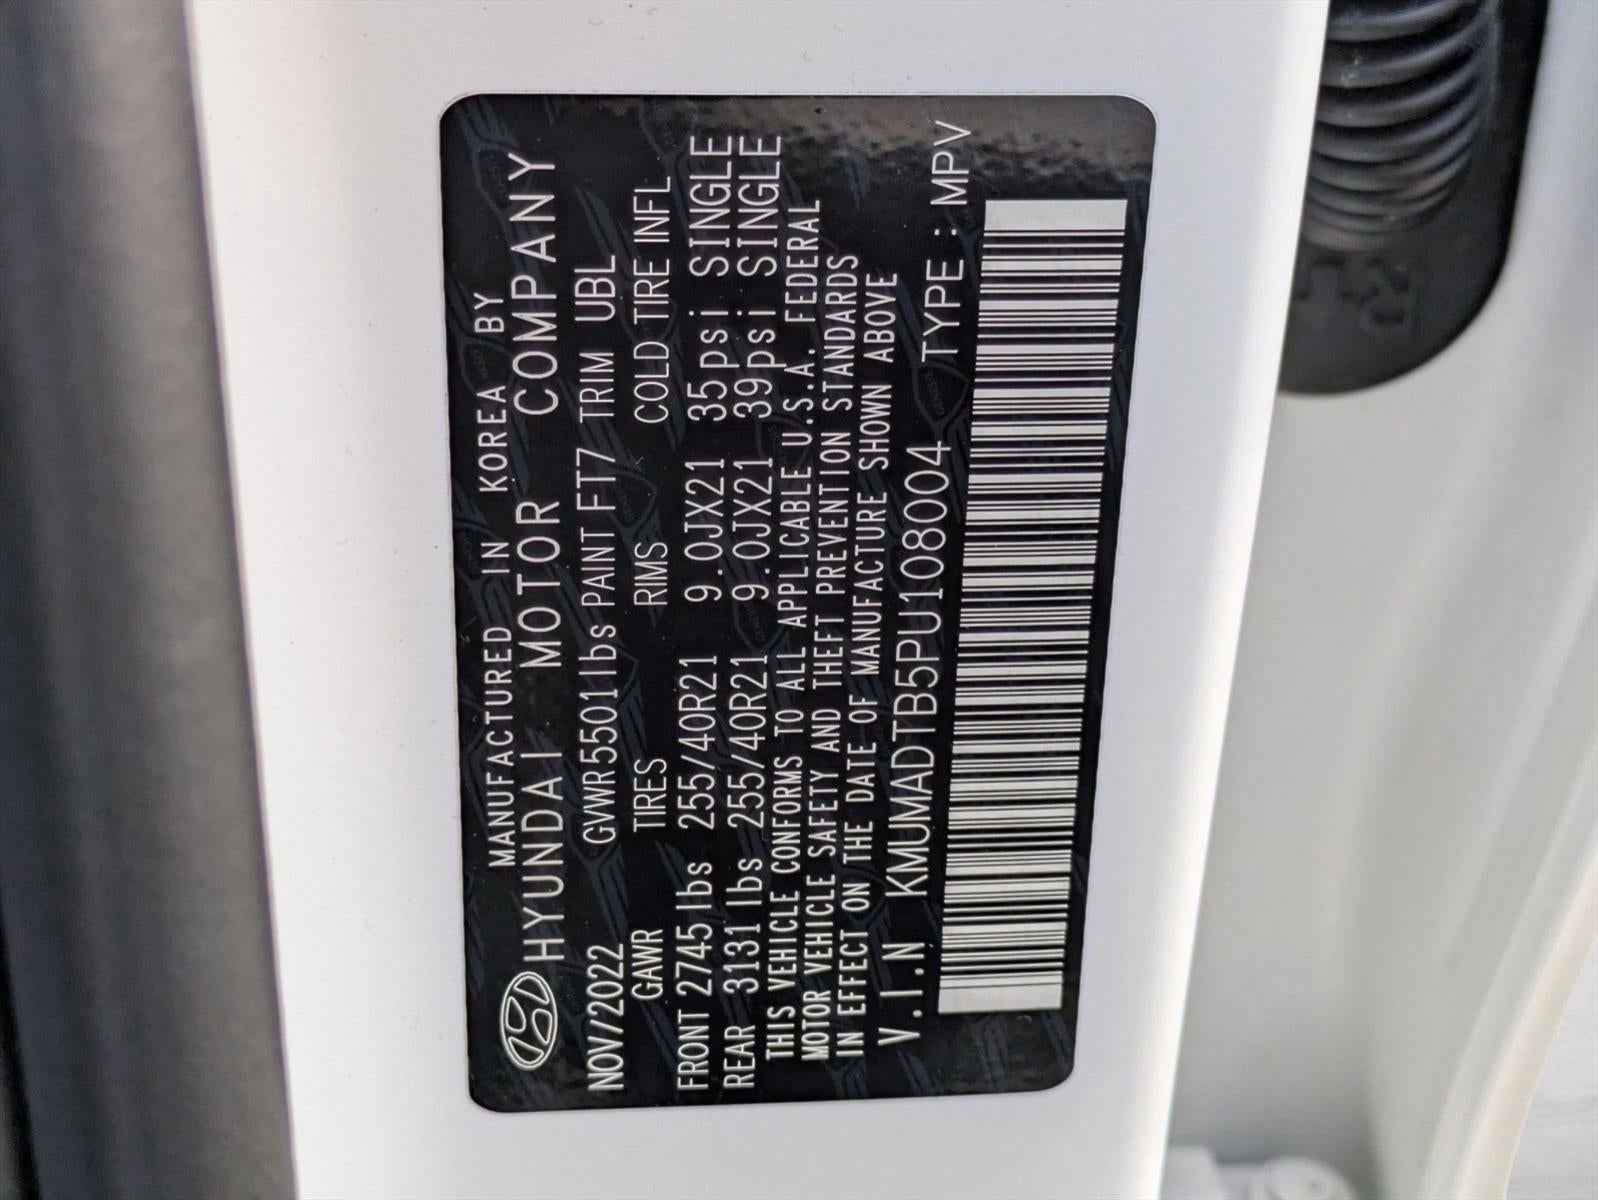 MANUFACTURED IN KOREA BY
HYUNDAI MOTOR COMPANY
NOV/2022 GVWR5501lbs PAINT FT7 TRIM UBL
GAWR TIRES RIMS COLD TIRE INFL
FRONT 2745lbs 255/40R21 9.0JX21 35psi SINGLE
REAR 3131lbs 255/40R21 9.0JX21 39psi SINGLE
THIS VEHICLE CONFORMS TO ALL APPLICABLE U.S.A. FEDERAL
MOTOR VEHICLE SAFETY AND THEFT PREVENTION STANDARDS
IN EFFECT ON THE DATE OF MANUFACTURE SHOWN ABOVE
V.I.N KMUMADTB5PU108004 TYPE:MPV